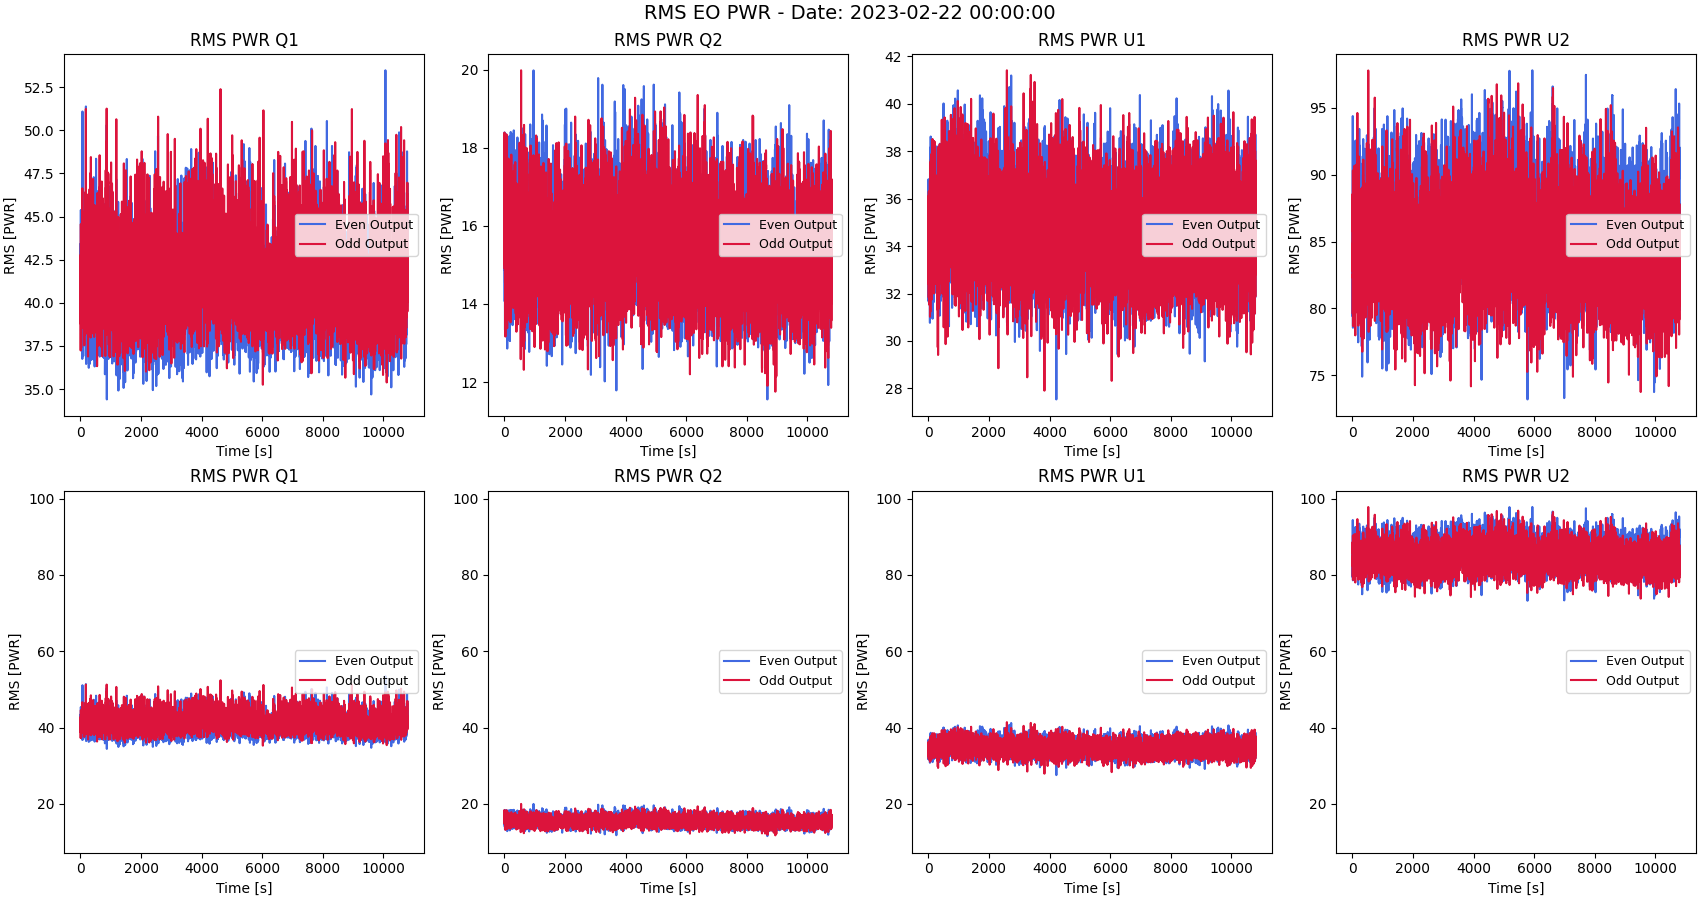 RMS EO PWR - Date: 2023-02-22 00:00:00
RMS PWR Q1
RMS [PWR]
52.5
50.0
47.5
45.0
42.5
40.0
37.5
35.0
Even Output
Odd Output
0 2000 4000 6000 8000 10000
Time [s]
RMS PWR Q2
RMS [PWR]
20
18
16
14
12
Even Output
Odd Output
0 2000 4000 6000 8000 10000
Time [s]
RMS PWR U1
RMS [PWR]
42
40
38
36
34
32
30
28
Even Output
Odd Output
0 2000 4000 6000 8000 10000
Time [s]
RMS PWR U2
RMS [PWR]
95
90
85
80
75
Even Output
Odd Output
0 2000 4000 6000 8000 10000
Time [s]
RMS PWR Q1
RMS [PWR]
100
80
60
40
20
Even Output
Odd Output
0 2000 4000 6000 8000 10000
Time [s]
RMS PWR Q2
RMS [PWR]
100
80
60
40
20
Even Output
Odd Output
0 2000 4000 6000 8000 10000
Time [s]
RMS PWR U1
RMS [PWR]
100
80
60
40
20
Even Output
Odd Output
0 2000 4000 6000 8000 10000
Time [s]
RMS PWR U2
RMS [PWR]
100
80
60
40
20
Even Output
Odd Output
0 2000 4000 6000 8000 10000
Time [s]